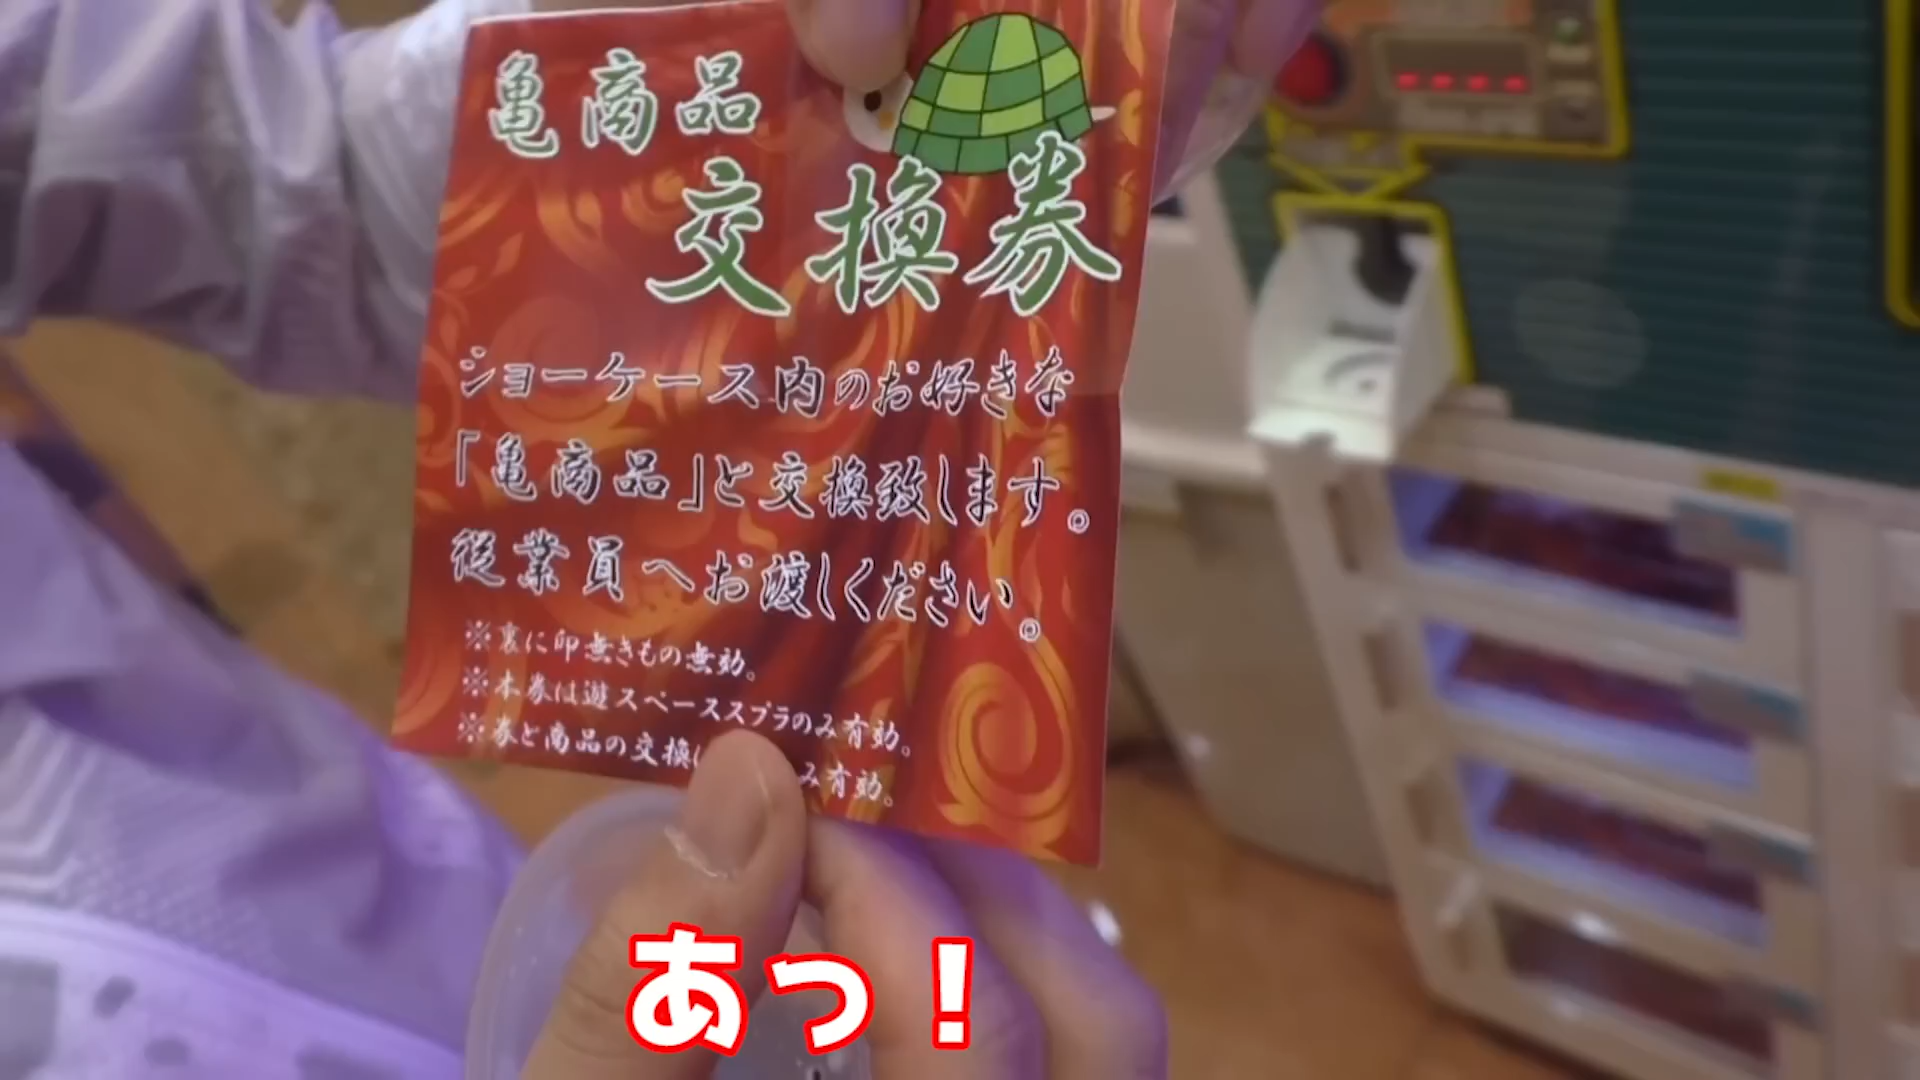 亀商品
交換券
ショーケース内のお好きな
「亀商品」と交換致します。
従業員へお渡しください。
※裏に印無きもの無効。
※本券は遊スペーススプラのみ有効。
※券と商品の交換
み有効。
あっ!